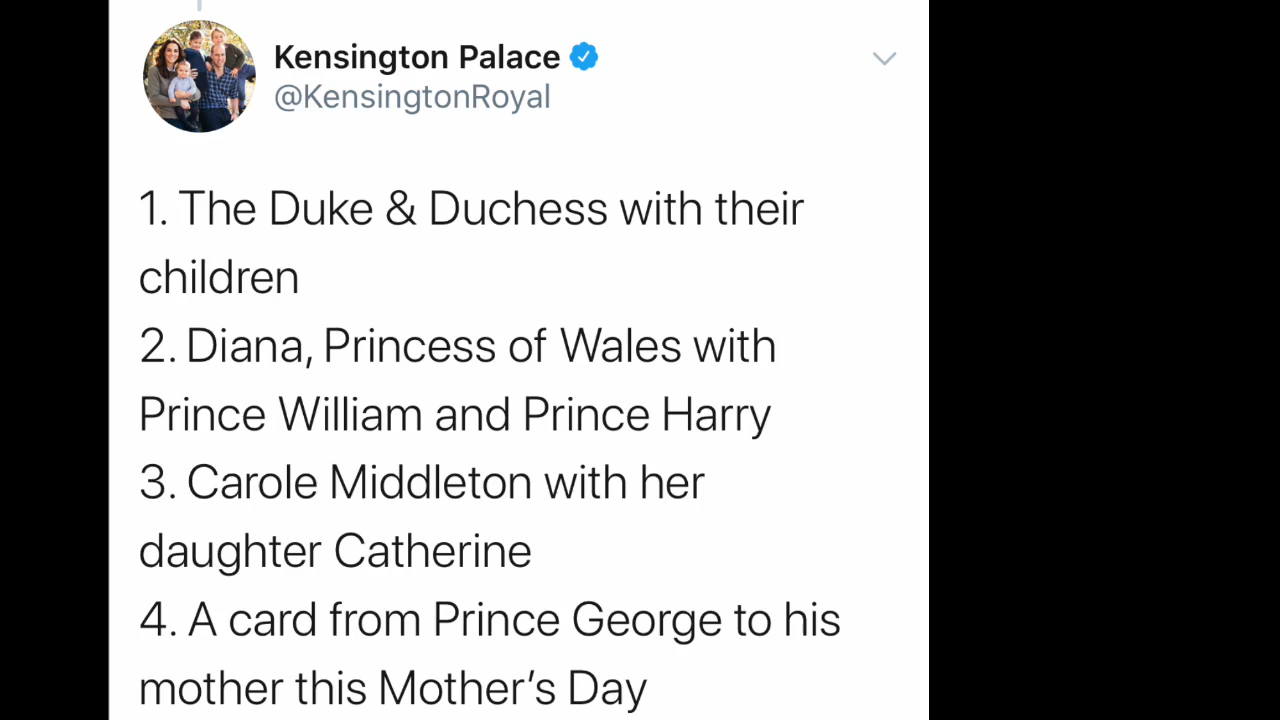 Kensington Palace
@KensingtonRoyal
1. The Duke & Duchess with their
children
2. Diana, Princess of Wales with
Prince William and Prince Harry
3. Carole Middleton with her
daughter Catherine
4. A card from Prince George to his
mother this Mother’s Day